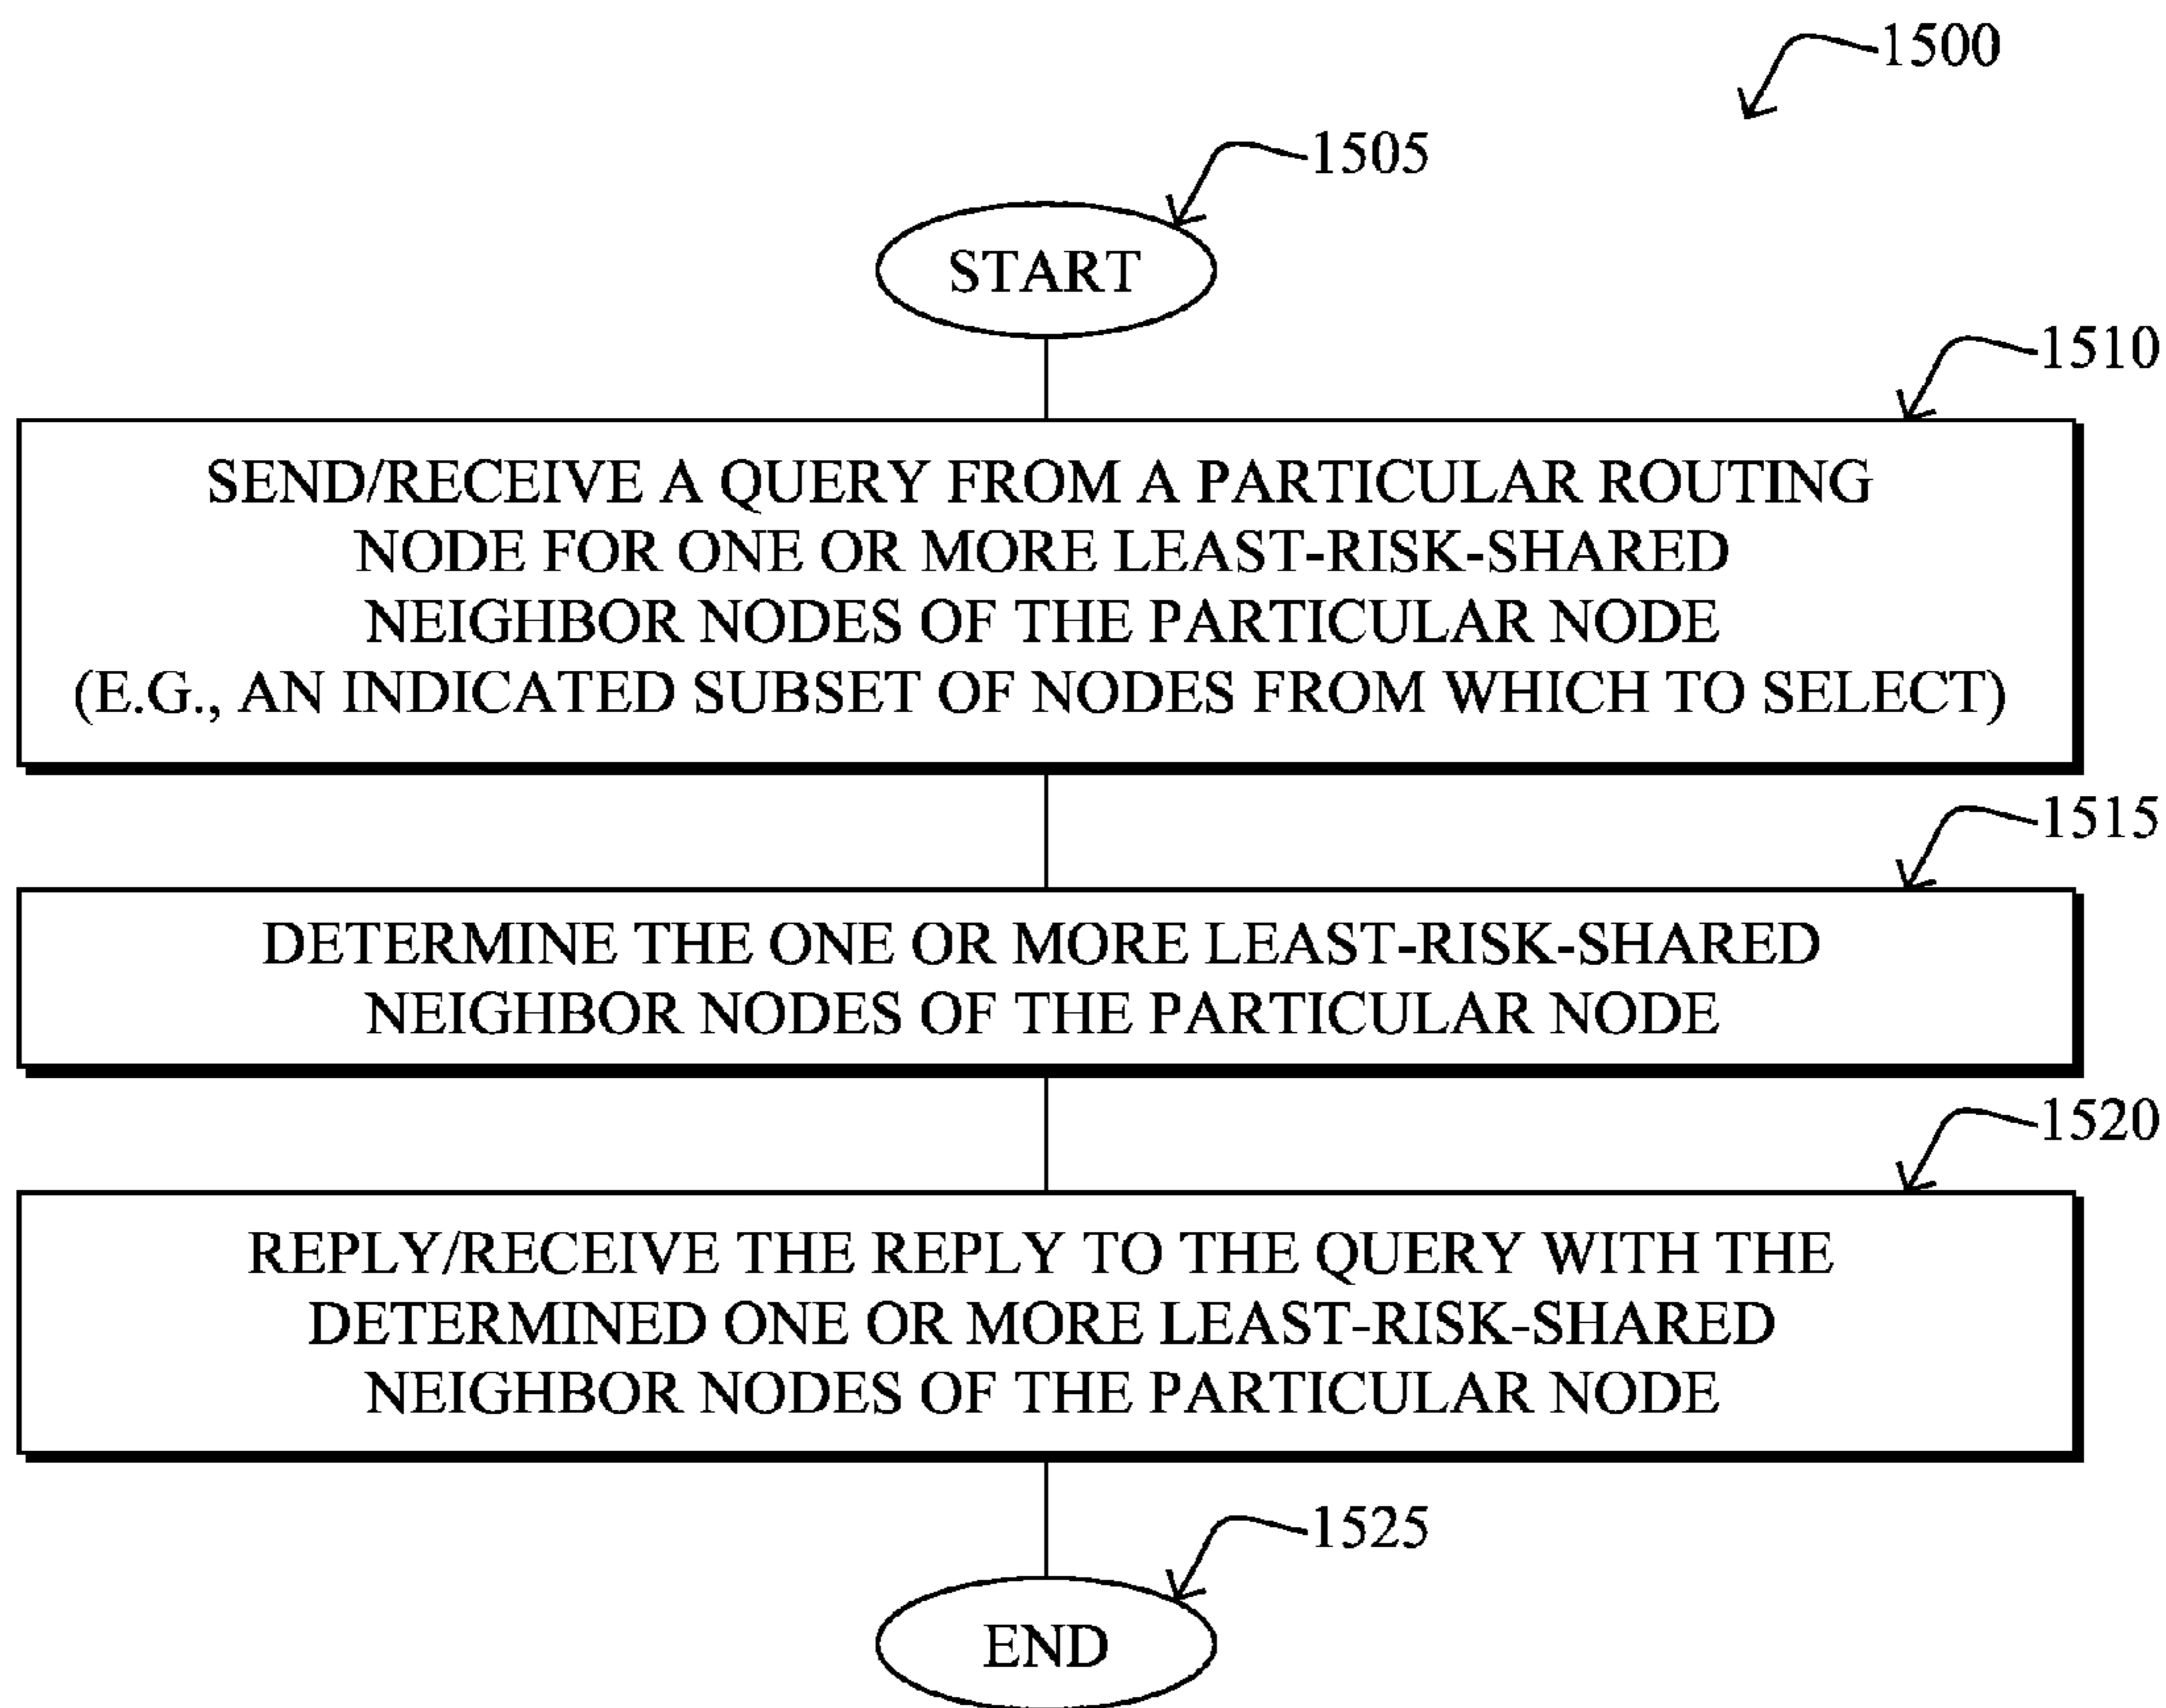 1500
1505
START
1510
SEND/RECEIVE A QUERY FROM A PARTICULAR ROUTING
NODE FOR ONE OR MORE LEAST-RISK-SHARED
NEIGHBOR NODES OF THE PARTICULAR NODE
(E.G., AN INDICATED SUBSET OF NODES FROM WHICH TO SELECT)
1515
DETERMINE THE ONE OR MORE LEAST-RISK-SHARED
NEIGHBOR NODES OF THE PARTICULAR NODE
1520
REPLY/RECEIVE THE REPLY TO THE QUERY WITH THE
DETERMINED ONE OR MORE LEAST-RISK-SHARED
NEIGHBOR NODES OF THE PARTICULAR NODE
1525
END